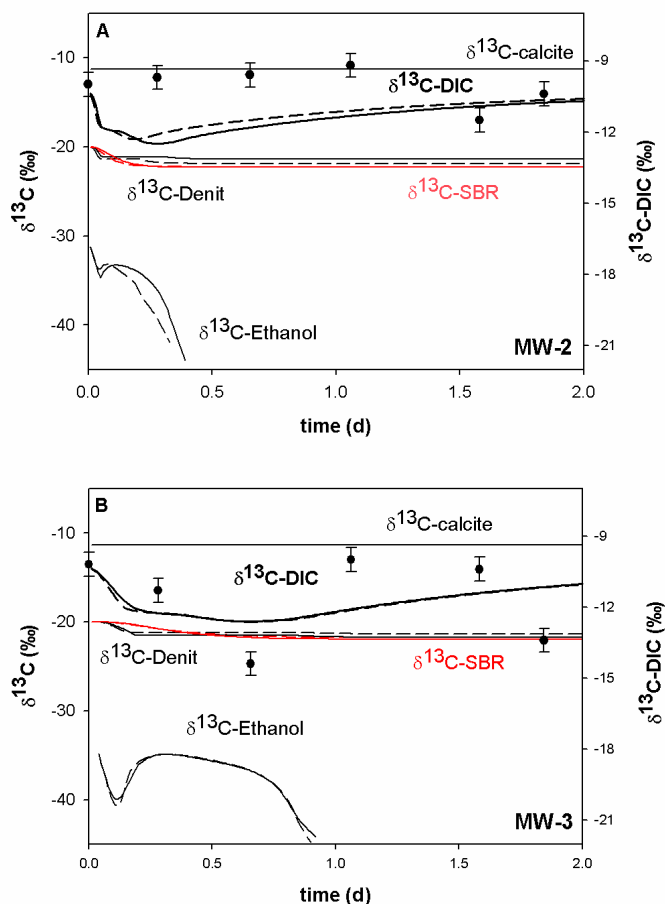 A
-10
-20
-30
-40
δ13C (‰)
-9
-12
-15
-18
-21
δ13C-DIC (‰)
δ13C-calcite
δ13C-DIC
δ13C-Denit
δ13C-SBR
δ13C-Ethanol
MW-2
0.0 0.5 1.0 1.5 2.0
time (d)
B
-10
-20
-30
-40
δ13C (‰)
-9
-12
-15
-18
-21
δ13C-DIC (‰)
δ13C-calcite
δ13C-DIC
δ13C-Denit
δ13C-SBR
δ13C-Ethanol
MW-3
0.0 0.5 1.0 1.5 2.0
time (d)